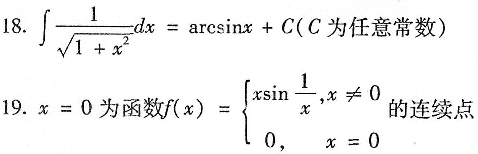 18. ∫ 1/√(1 + x²) dx = arcsinx + C(C 为任意常数)
19. x = 0 为函数f(x) = { xsin 1/x, x ≠ 0 的连续点
0, x = 0